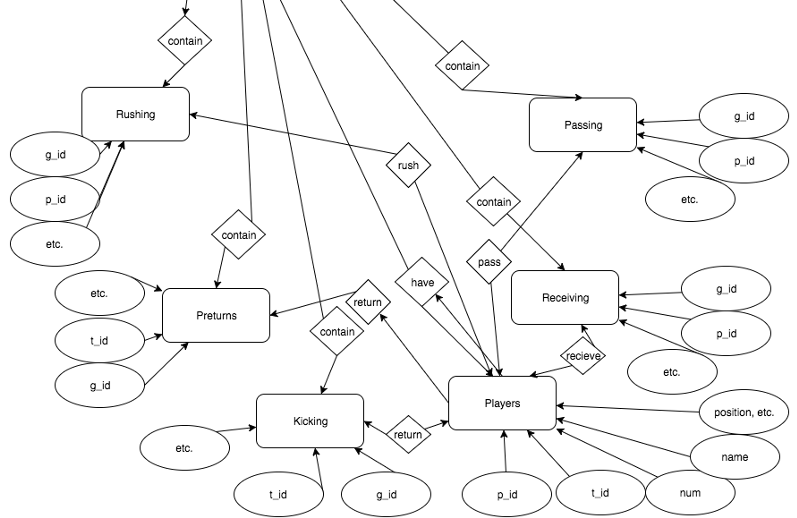 contain
contain
Rushing
Passing
g_id
p_id
etc.
g_id
p_id
etc.
rush
contain
contain
pass
have
return
etc.
t_id
g_id
Preturns
contain
Receiving
g_id
p_id
etc.
recieve
Kicking
return
Players
position, etc.
name
num
etc.
t_id
g_id
p_id
t_id